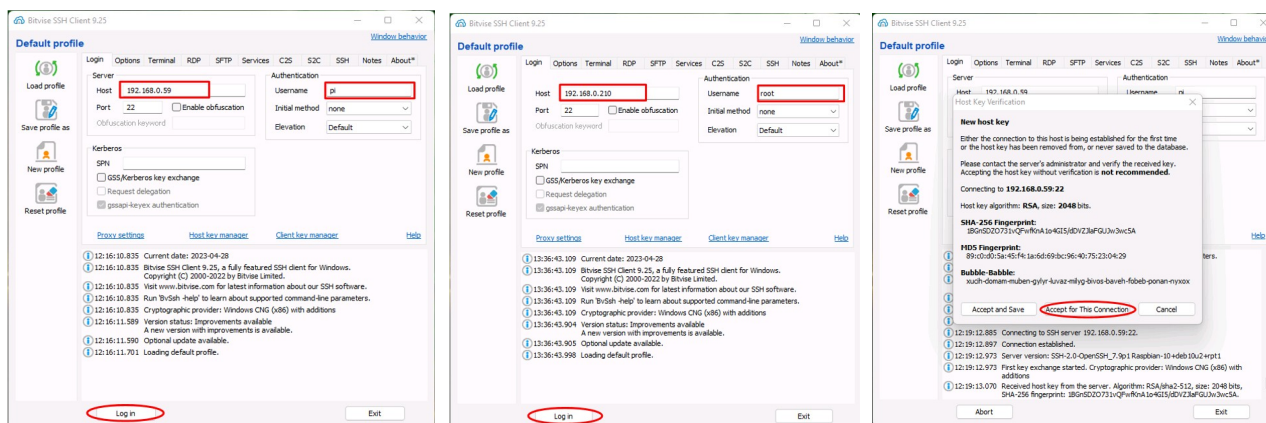 Bitvise SSH Client 9.25
Default profile
Window behavior
Load profile
Save profile as
New profile
Reset profile
Login Options Terminal RDP SFTP Services C2S S2C SSH Notes About*
Server
Host 192.168.0.59
Port 22 Enable obfuscation
Obfuscation keyword
Authentication
Username pi
Initial method none
Elevation Default
Kerberos
SPN
GSS/Kerberos key exchange
Request delegation
gssapi-keyex authentication
Proxy settings Host key manager Client key manager Help
12:16:10.835 Current date: 2023-04-28
12:16:10.835 Bitvise SSH Client 9.25, a fully featured SSH client for Windows.
Copyright (C) 2000-2022 by Bitvise Limited.
12:16:10.835 Visit www.bitvise.com for latest information about our SSH software.
12:16:10.835 Run 'BvSsh -help' to learn about supported command-line parameters.
12:16:10.835 Cryptographic provider: Windows CNG (x86) with additions
12:16:11.589 Version status: Improvements available
A new version with improvements is available.
12:16:11.590 Optional update available.
12:16:11.701 Loading default profile.
Log in Exit
Bitvise SSH Client 9.25
Default profile
Window behavior
Load profile
Save profile as
New profile
Reset profile
Login Options Terminal RDP SFTP Services C2S S2C SSH Notes About*
Server
Host 192.168.0.210
Port 22 Enable obfuscation
Obfuscation keyword
Authentication
Username root
Initial method none
Elevation Default
Kerberos
SPN
GSS/Kerberos key exchange
Request delegation
gssapi-keyex authentication
Proxy settings Host key manager Client key manager Help
13:36:43.109 Current date: 2023-04-28
13:36:43.109 Bitvise SSH Client 9.25, a fully featured SSH client for Windows.
Copyright (C) 2000-2022 by Bitvise Limited.
13:36:43.109 Visit www.bitvise.com for latest information about our SSH software.
13:36:43.109 Run 'BvSsh -help' to learn about supported command-line parameters.
13:36:43.109 Cryptographic provider: Windows CNG (x86) with additions
13:36:43.904 Version status: Improvements available
A new version with improvements is available.
13:36:43.905 Optional update available.
13:36:43.998 Loading default profile.
Log in Exit
Bitvise SSH Client 9.25
Default profile
Window behavi
Load profile
Save profile as
New profile
Reset profile
Login Options Terminal RDP SFTP Services C2S S2C SSH Notes About*
Server Authentication
Host 192.168.0.59 Username pi
Host Key Verification
New host key
Either the connection to this host is being established for the first time
or the host key has been removed from, or never saved to the database.
Please contact the server's administrator and verify the received key.
Accepting the host key without verification is not recommended.
Connecting to 192.168.0.59:22
Host key algorithm: RSA, size: 2048 bits.
SHA-256 Fingerprint:
MD5 Fingerprint:
89:c0:d0:5a:45:f4:1a:6d:69:bc:96:40:75:23:04:29
Bubble-Babble:
xuch-domam-muben-gylyr-luvaz-milyg-bivos-baveh-fobeb-ponan-nyxox
Accept and Save Accept for This Connection Cancel
Help
ters.
12:19:12.885 Connecting to SSH server 192.168.0.59:22.
12:19:12.897 Connection established.
12:19:12.973 Server version: SSH-2.0-OpenSSH_7.9p1 Raspbian-10+deb10u2+rpt1
12:19:12.973 First key exchange started. Cryptographic provider: Windows CNG (x86) with
additions
12:19:13.070 Received host key from the server. Algorithm: RSA/sha2-512, size: 2048 bits,
SHA-256 fingerprint:
Abort Exit